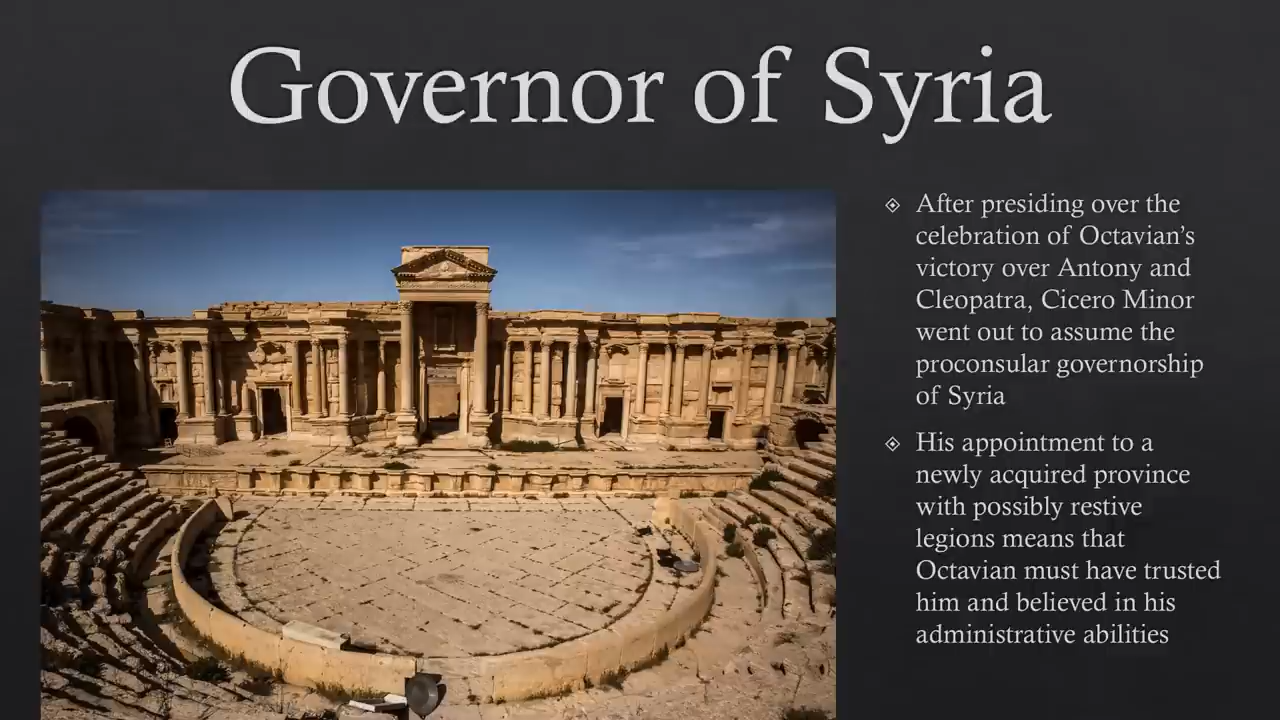 Governor of Syria
After presiding over the
celebration of Octavian’s
victory over Antony and
Cleopatra, Cicero Minor
went out to assume the
proconsular governorship
of Syria
His appointment to a
newly acquired province
with possibly restive
legions means that
Octavian must have trusted
him and believed in his
administrative abilities